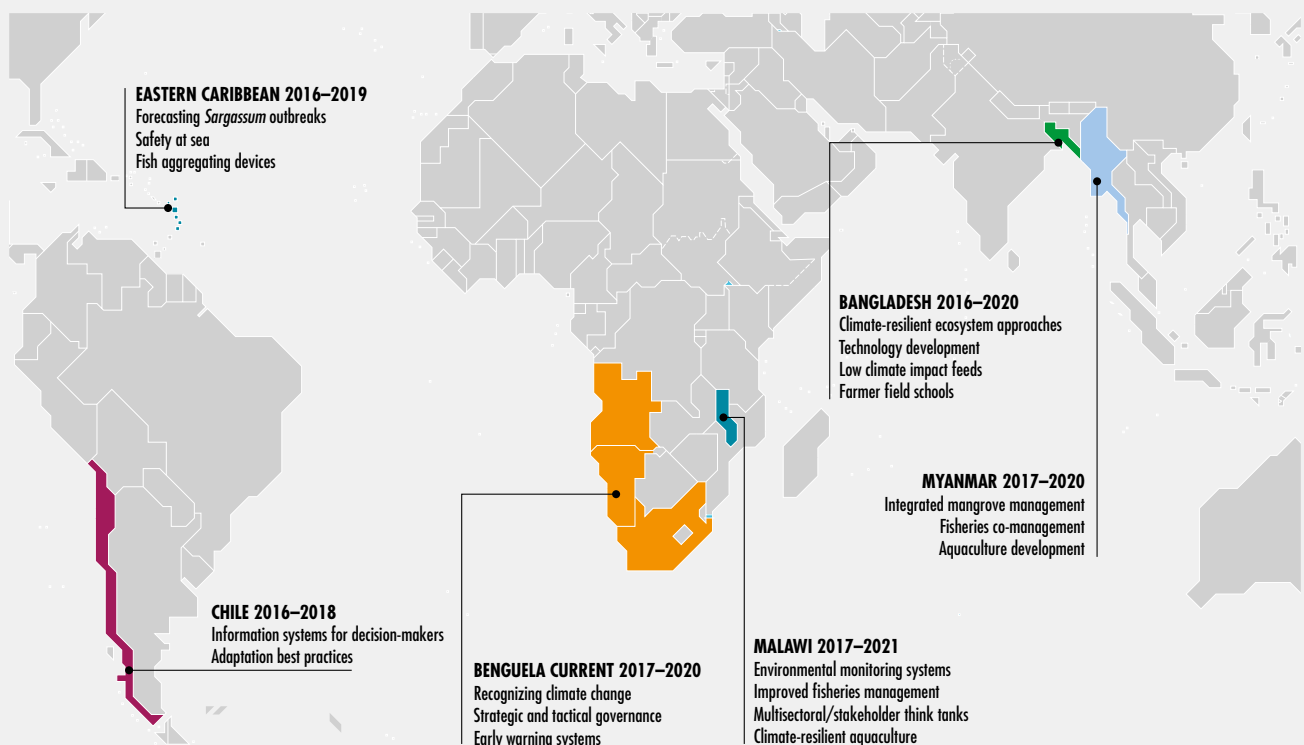 EASTERN CARIBBEAN 2016–2019
Forecasting Sargassum outbreaks
Safety at sea
Fish aggregating devices
BANGLADESH 2016–2020
Climate-resilient ecosystem approaches
Technology development
Low climate impact feeds
Farmer field schools
MYANMAR 2017–2020
Integrated mangrove management
Fisheries co-management
Aquaculture development
CHILE 2016–2018
Information systems for decision-makers
Adaptation best practices
BENGUELA CURRENT 2017–2020
Recognizing climate change
Strategic and tactical governance
Early warning systems
MALAWI 2017–2021
Environmental monitoring systems
Improved fisheries management
Multisectoral/stakeholder think tanks
Climate-resilient aquaculture